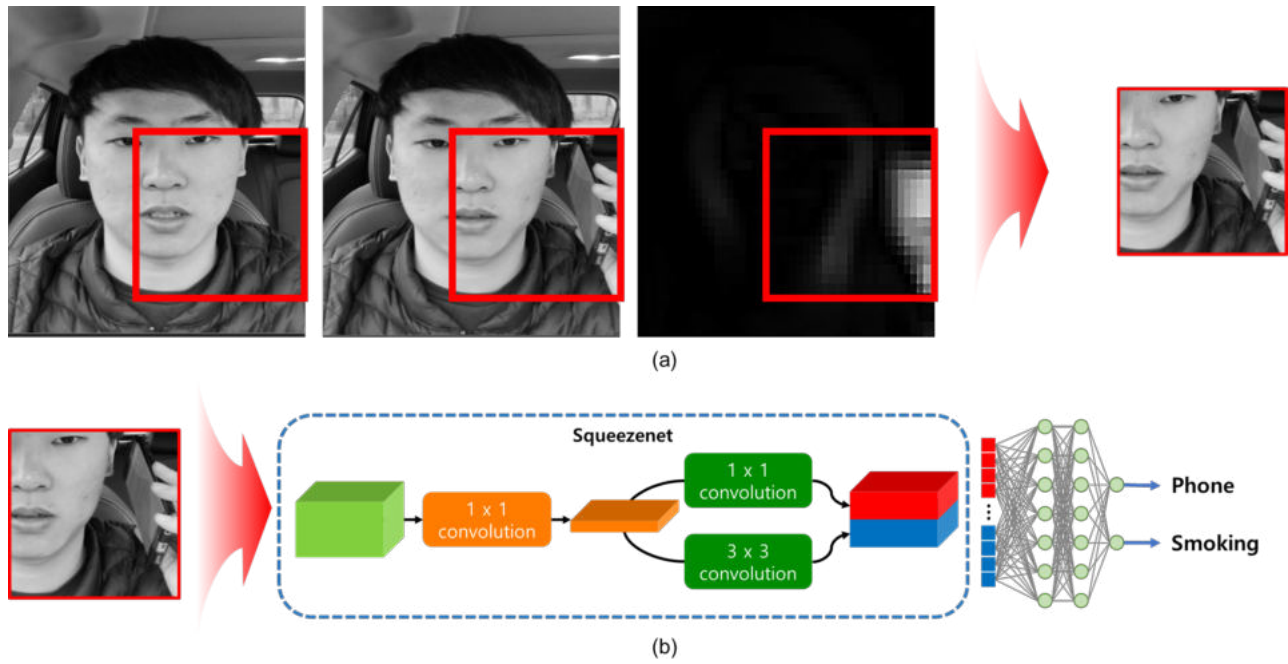 (a)
Squeezenet
1 x 1
convolution
1 x 1
convolution
3 x 3
convolution
Phone
Smoking
(b)